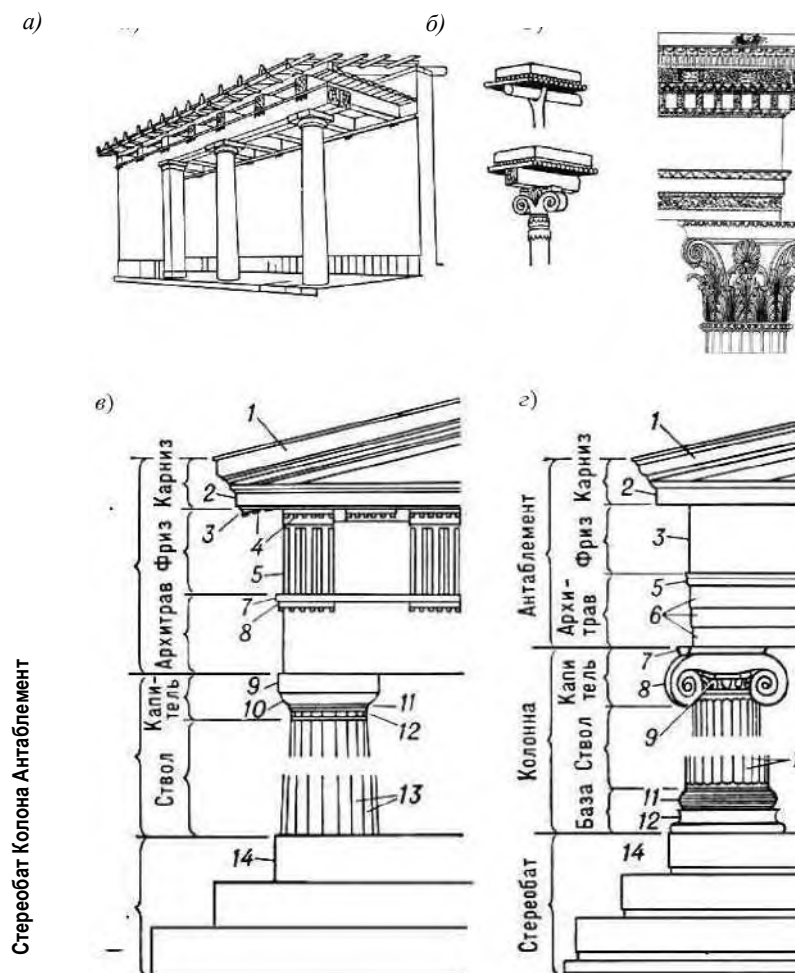 а)
б)
в)
г)
1
2
3
4
5
7
8
9
10
11
12
13
14
Карниз
Фриз
Архитрав
Капи-
тель
Ствол
Стереобат Колона Антаблемент
1
2
3
5
6
7
8
9
11
12
14
Карниз
Фриз
Архи-
трав
Капи-
тель
Ствол
База
Антаблемент
Колонна
Стереобат